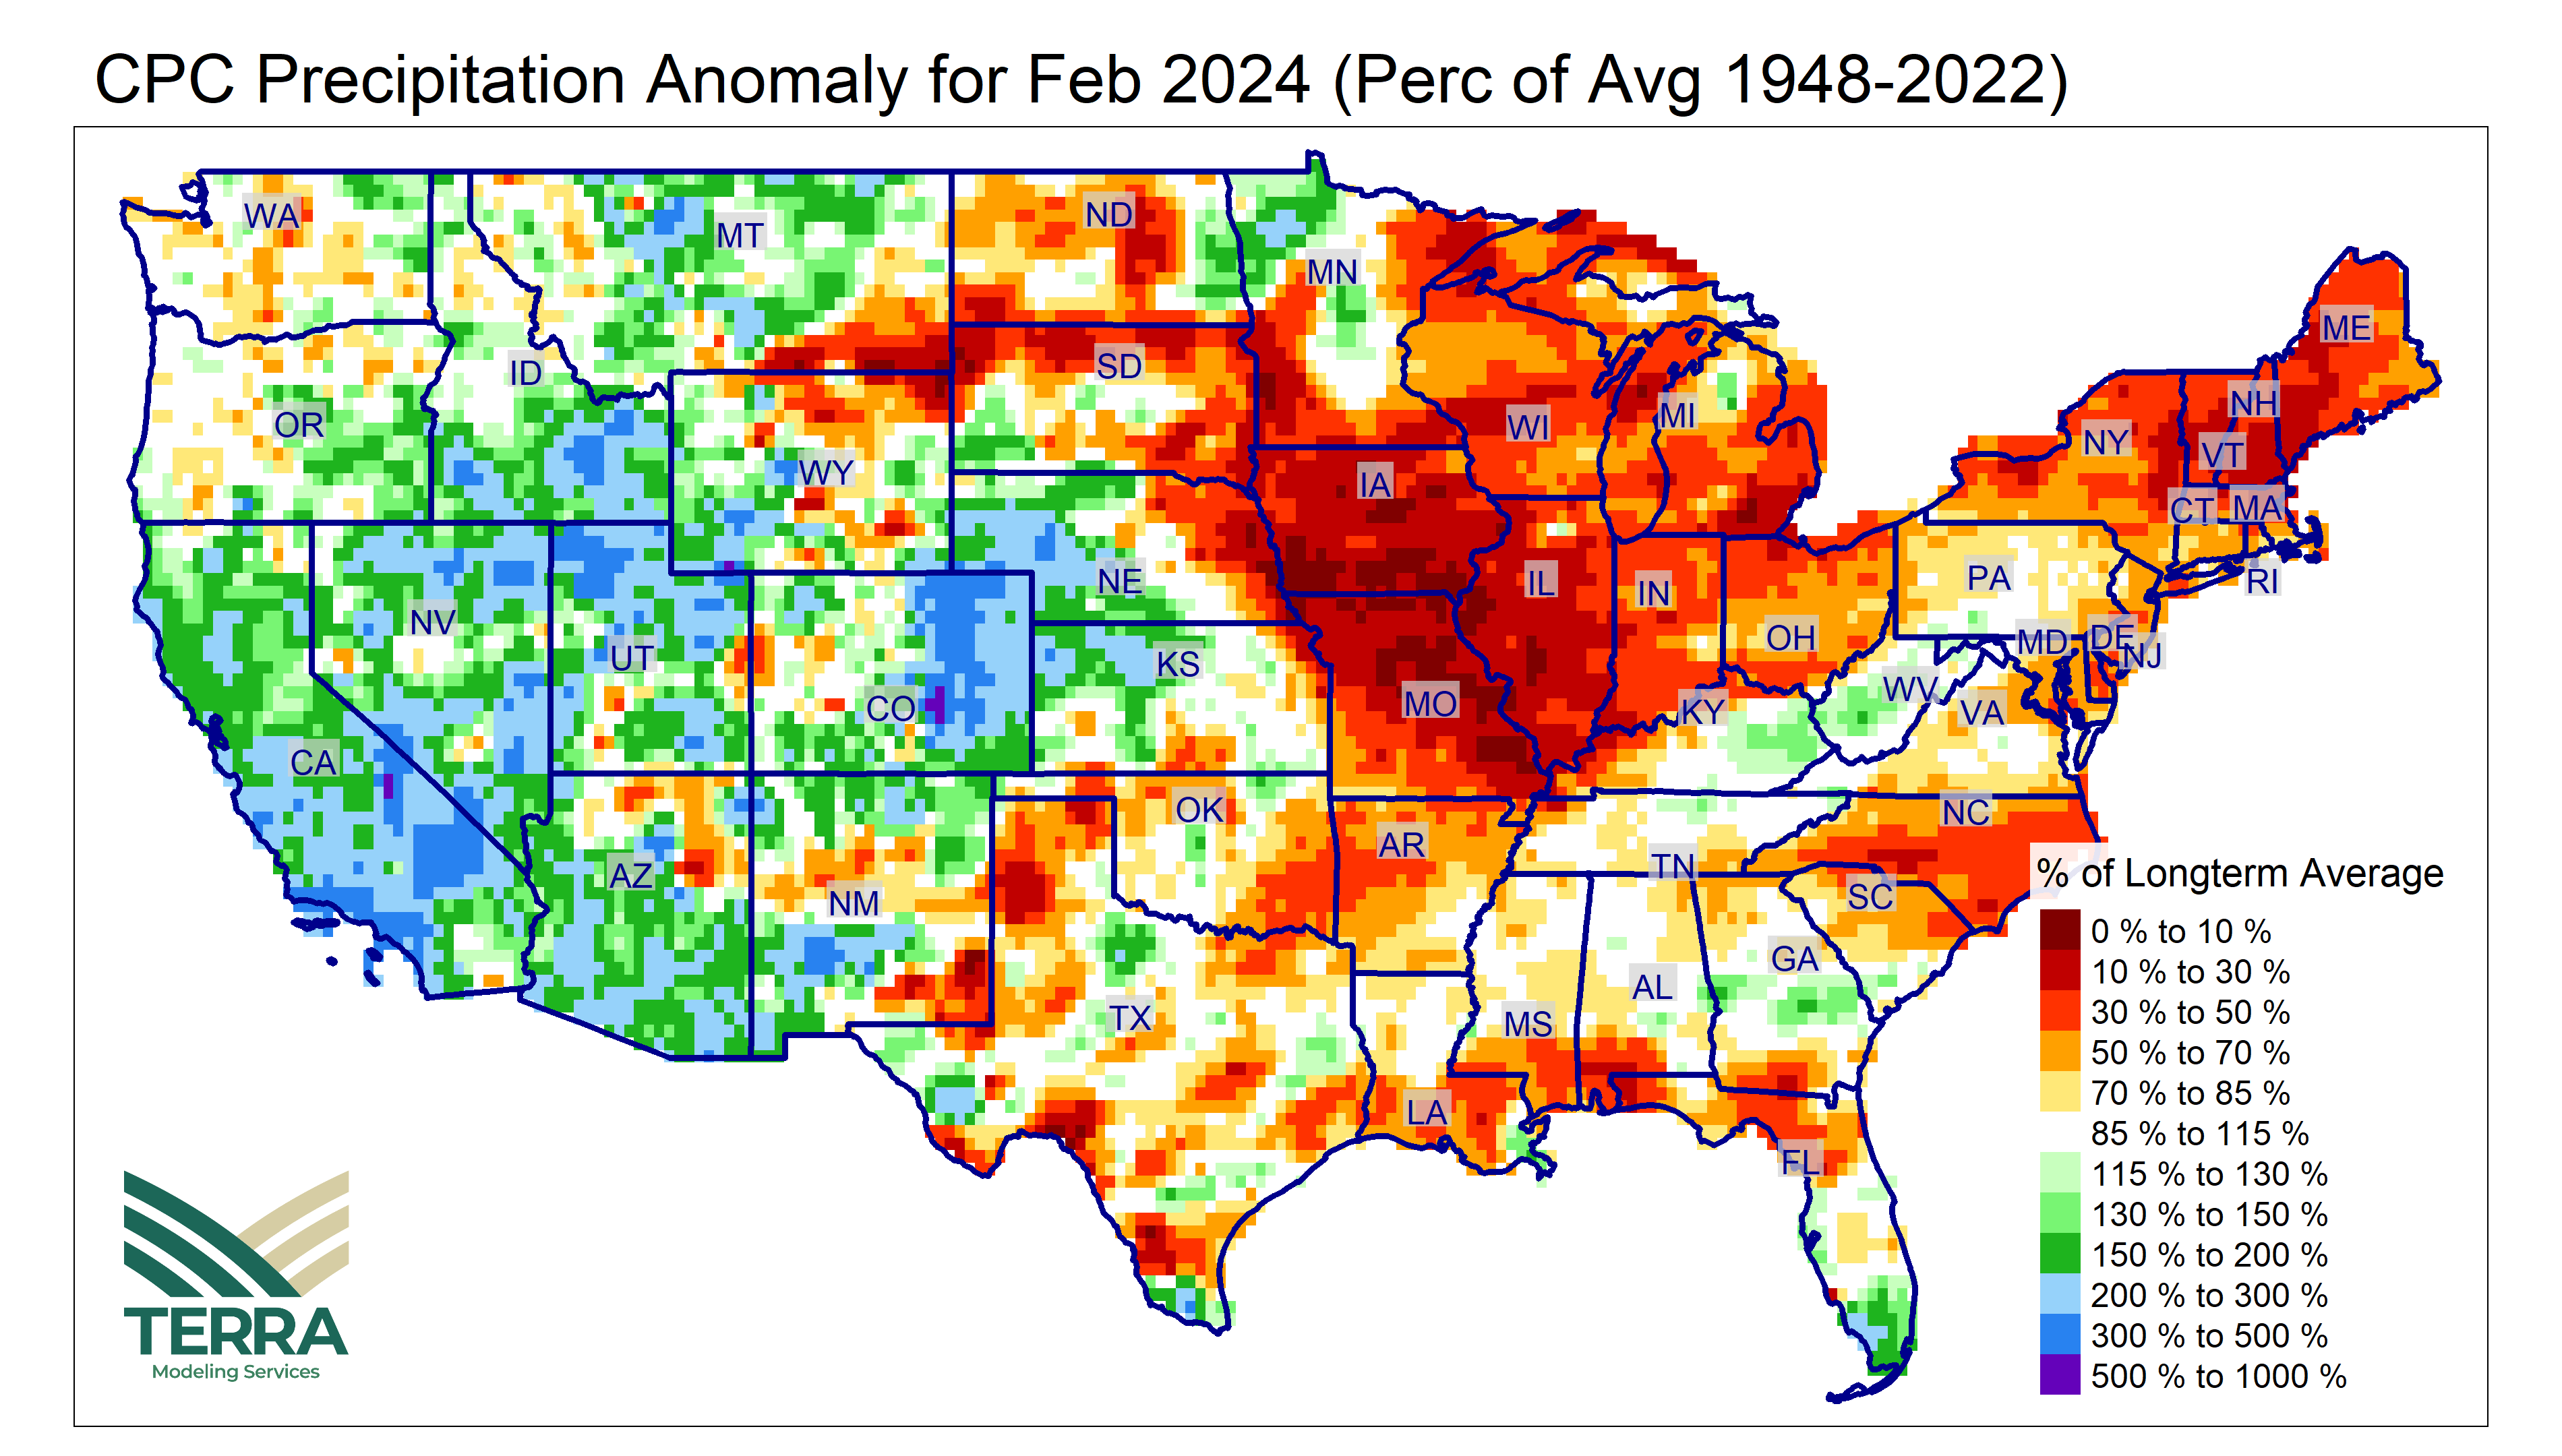 CPC Precipitation Anomaly for Feb 2024 (Perc of Avg 1948-2022)
WA
MT
ND
MN
ME
ID
SD
OR
WI
MI
NH
NY
VT
WY
IA
CT
MA
NE
IL
IN
PA
RI
NV
UT
KS
OH
MD
DE
NJ
CO
MO
KY
WV
VA
CA
OK
NC
AZ
NM
AR
TN
SC
GA
TX
MS
AL
LA
FL
% of Longterm Average
0 % to 10 %
10 % to 30 %
30 % to 50 %
50 % to 70 %
70 % to 85 %
85 % to 115 %
115 % to 130 %
130 % to 150 %
150 % to 200 %
200 % to 300 %
300 % to 500 %
500 % to 1000 %
TERRA
Modeling Services